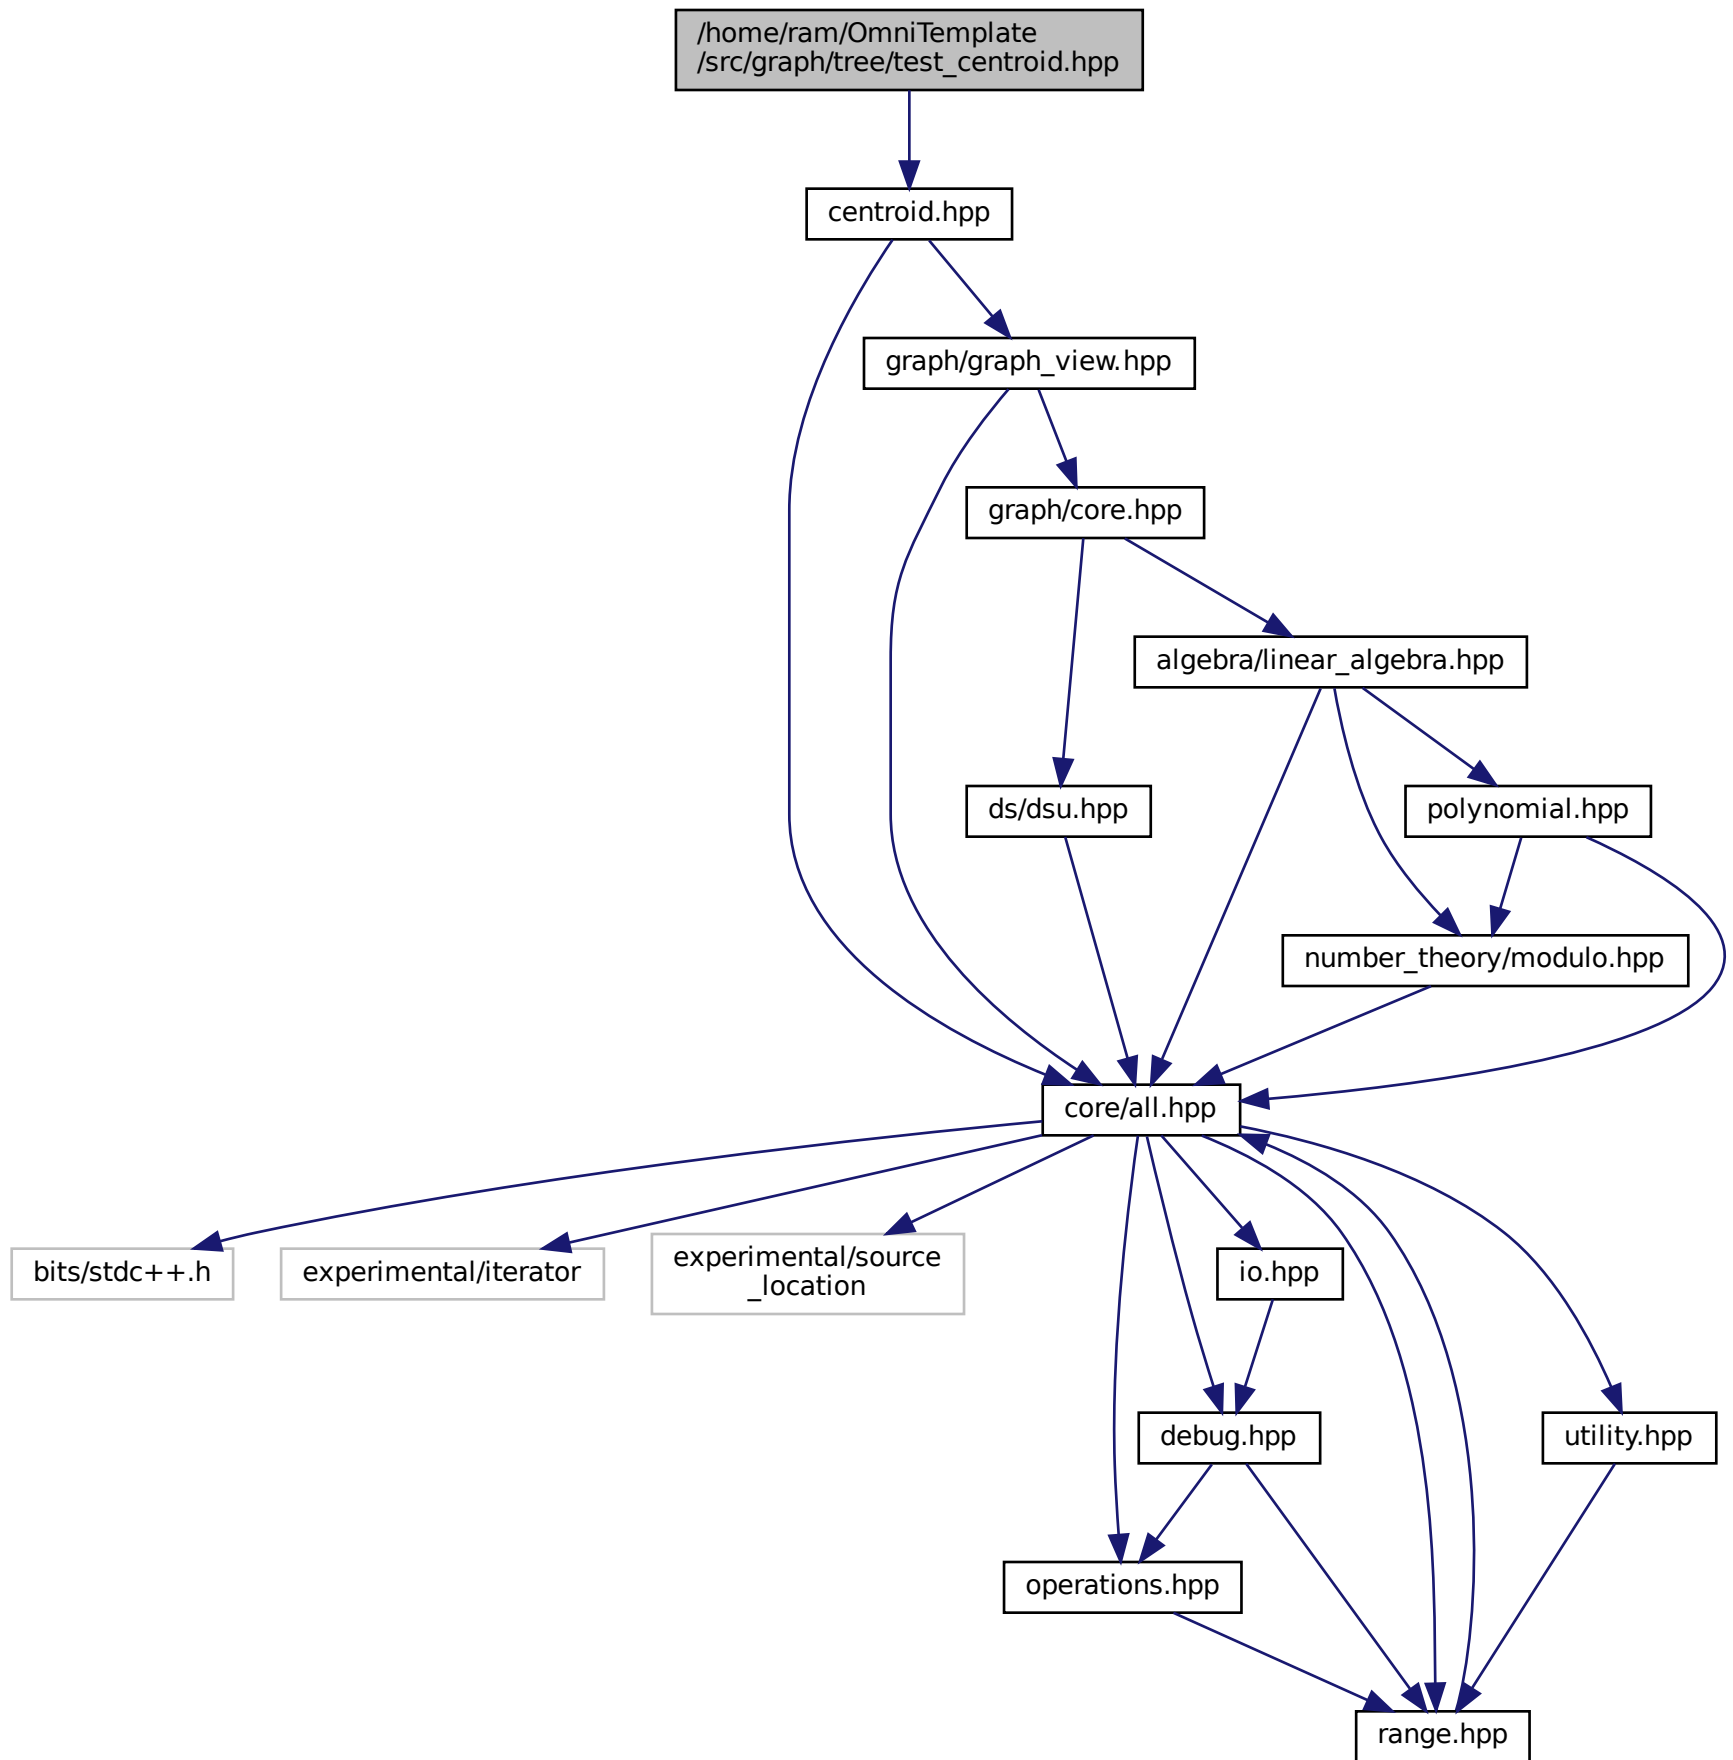 /home/ram/OmniTemplate
/src/graph/tree/test_centroid.hpp
centroid.hpp
graph/graph_view.hpp
graph/core.hpp
algebra/linear_algebra.hpp
ds/dsu.hpp
polynomial.hpp
number_theory/modulo.hpp
core/all.hpp
bits/stdc++.h
experimental/iterator
experimental/source
_location
io.hpp
debug.hpp
utility.hpp
operations.hpp
range.hpp